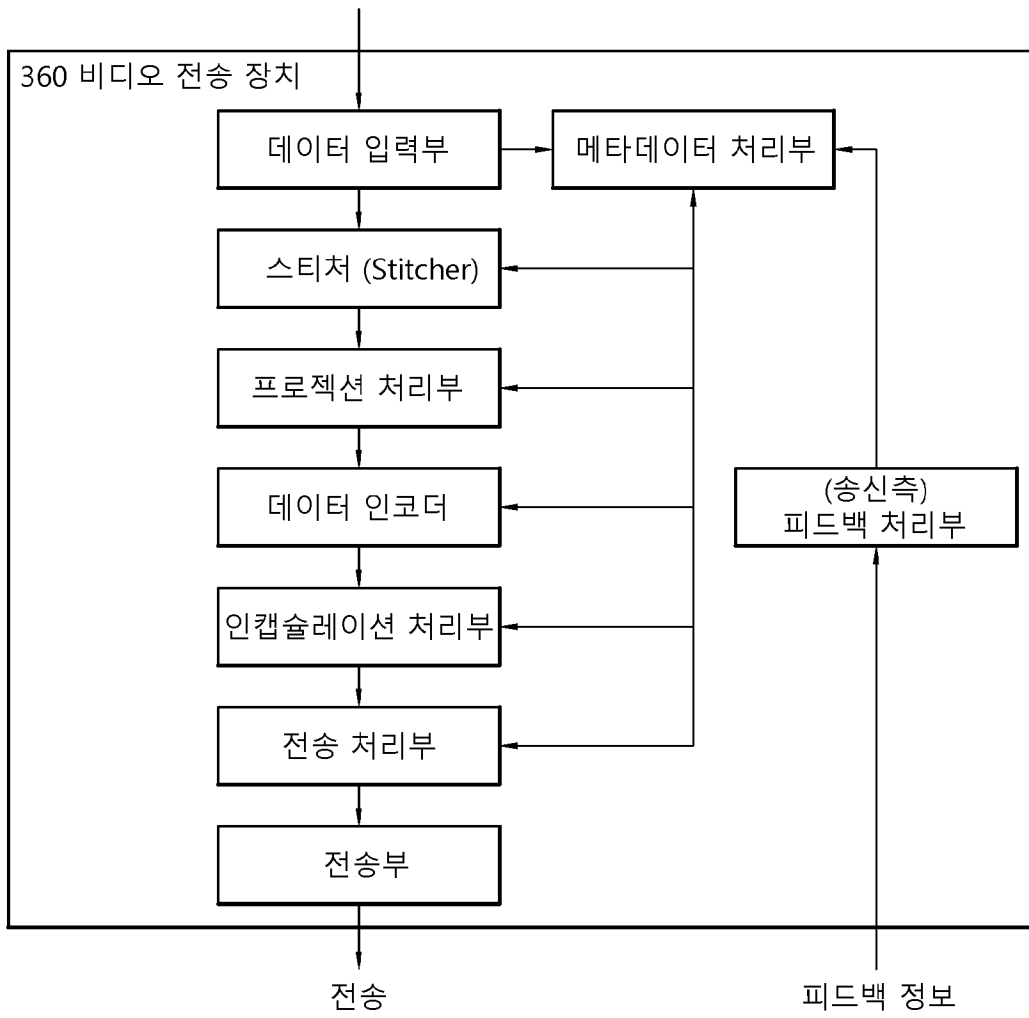 360 비디오 전송 장치
데이터 입력부
메타데이터 처리부
스티처 (Stitcher)
프로젝션 처리부
데이터 인코더
(송신측)
피드백 처리부
인캡슐레이션 처리부
전송 처리부
전송부
전송
피드백 정보